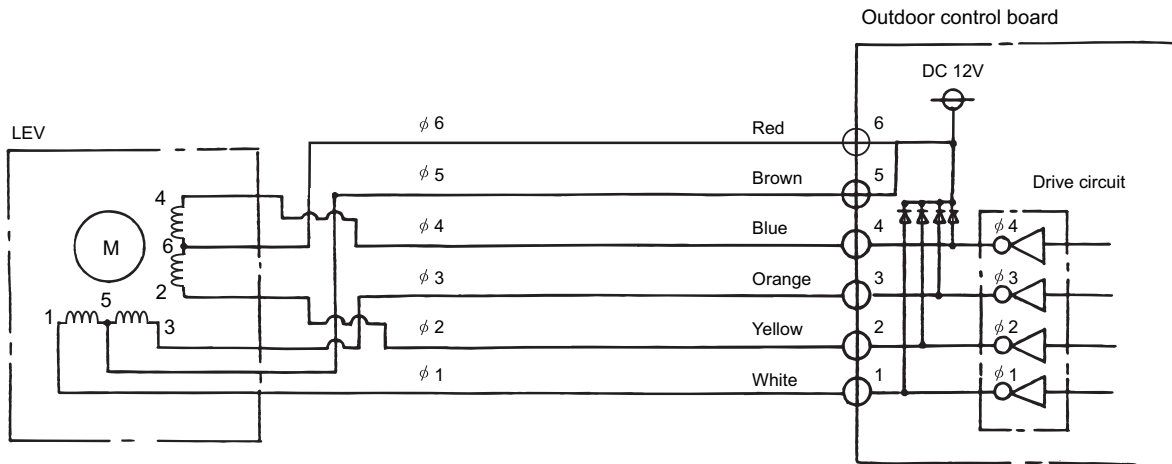 Outdoor control board
DC 12V
LEV
ϕ 6 Red 6
ϕ 5 Brown 5
Drive circuit
4
ϕ 4 Blue 4 ϕ 4
M
6
2
ϕ 3 Orange 3 ϕ 3
5
1 3
ϕ 2 Yellow 2 ϕ 2
ϕ 1 White 1 ϕ 1